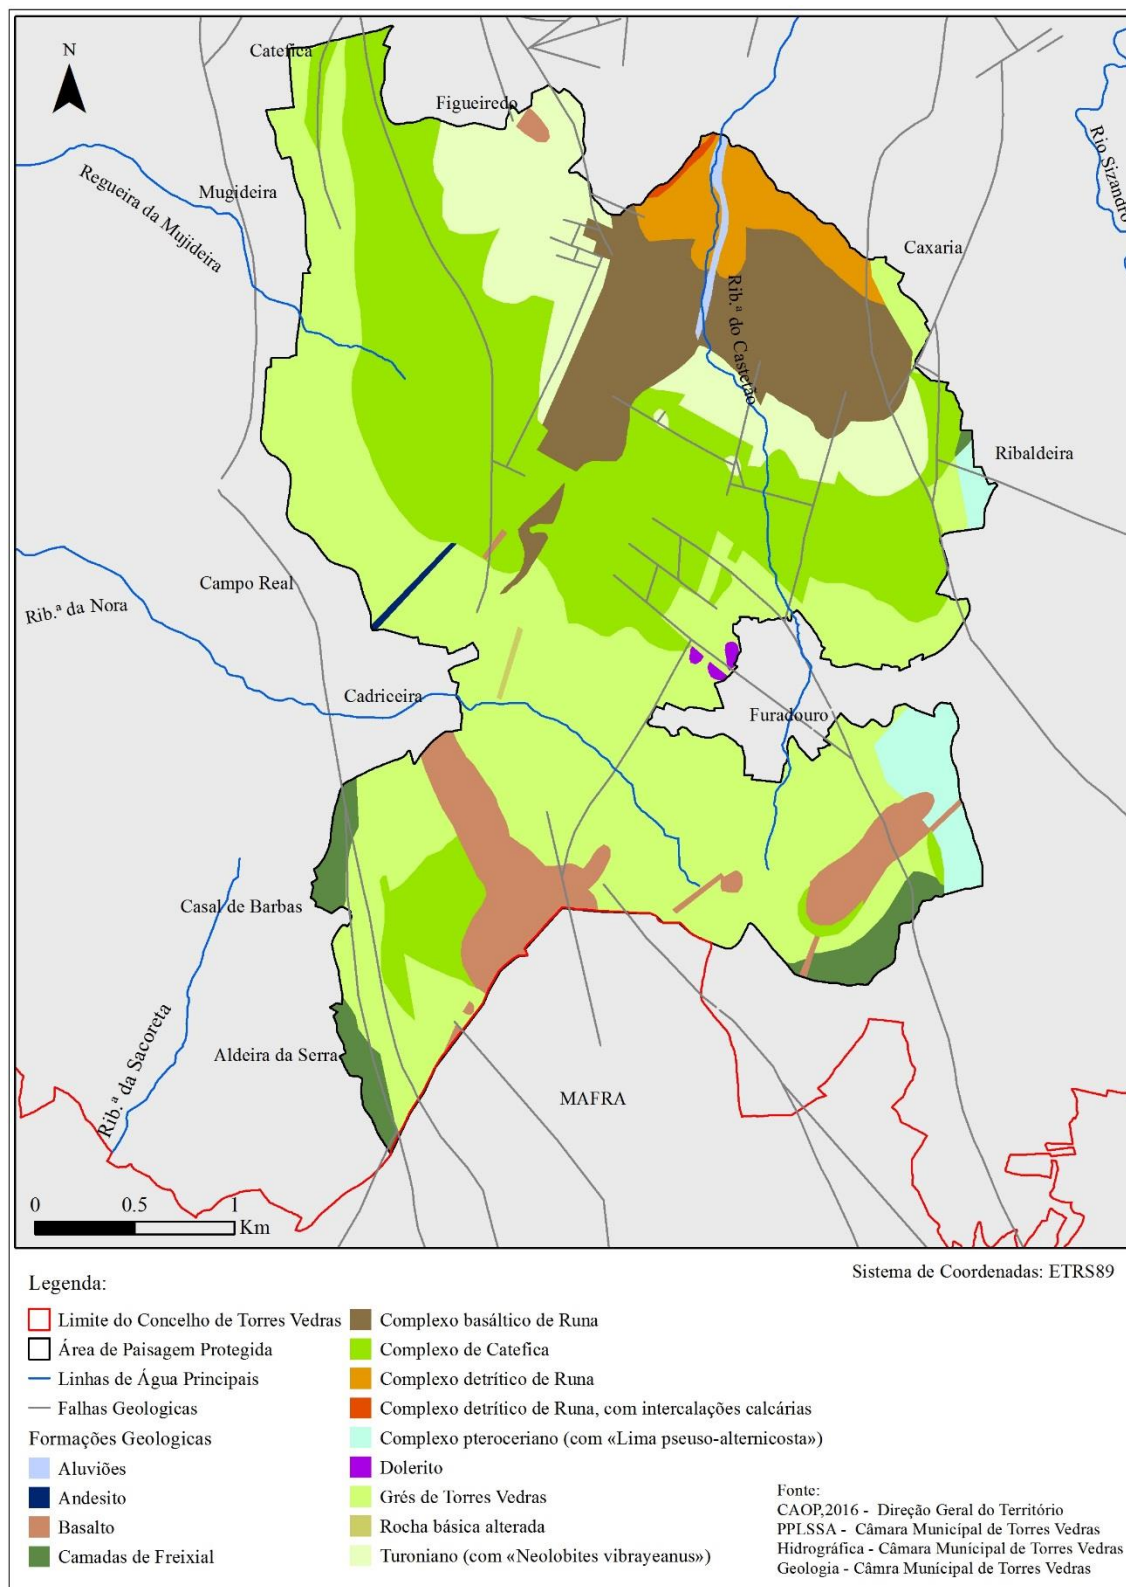 Catefica
N
Figueiredo
Rio Sizandro
Mugideira
Regueira da Mujideira
Caxaria
Rib.ª do Castelão
Ribaldeira
Campo Real
Rib.ª da Nora
Cadriceira
Furadouro
Casal de Barbas
Rib.ª da Sacoreta
Aldeira da Serra
MAFRA
0 0.5 1
Km
Sistema de Coordenadas: ETRS89
Legenda:
Limite do Concelho de Torres Vedras
Área de Paisagem Protegida
Linhas de Água Principais
Falhas Geologicas
Formações Geologicas
Aluviões
Andesito
Basalto
Camadas de Freixial
Complexo basáltico de Runa
Complexo de Catefica
Complexo detrítico de Runa
Complexo detrítico de Runa, com intercalações calcárias
Complexo pteroceriano (com «Lima pseuso-alternicosta»)
Dolerito
Grés de Torres Vedras
Rocha básica alterada
Turoniano (com «Neolobites vibrayeanus»)
Fonte:
CAOP,2016 - Direção Geral do Território
PPLSSA - Câmara Municípal de Torres Vedras
Hidrográfica - Câmara Municípal de Torres Vedras
Geologia - Câmra Munícipal de Torres Vedras